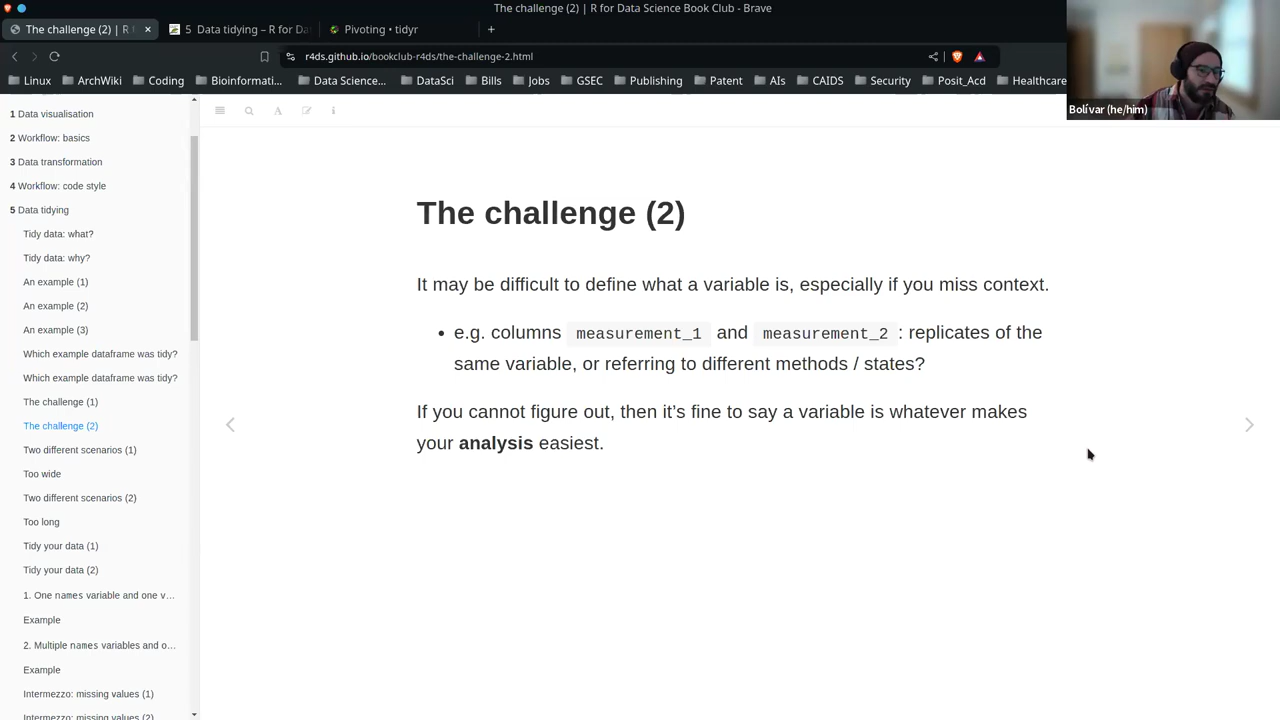 The challenge (2) | R for Data Science Book Club - Brave
The challenge (2) | R
5 Data tidying – R for Da
Pivoting • tidyr
r4ds.github.io/bookclub-r4ds/the-challenge-2.html
Linux
ArchWiki
Coding
Bioinformati...
Data Science...
DataSci
Bills
Jobs
GSEC
Publishing
Patent
AIs
CAIDS
Security
Posit_Acd
Healthcare
Bolívar (he/him)
1 Data visualisation
2 Workflow: basics
3 Data transformation
4 Workflow: code style
5 Data tidying
Tidy data: what?
Tidy data: why?
An example (1)
An example (2)
An example (3)
Which example dataframe was tidy?
Which example dataframe was tidy?
The challenge (1)
The challenge (2)
Two different scenarios (1)
Too wide
Two different scenarios (2)
Too long
Tidy your data (1)
Tidy your data (2)
1. One names variable and one v…
Example
2. Multiple names variables and o…
Example
Intermezzo: missing values (1)
Intermezzo: missing values (2)
The challenge (2)
It may be difficult to define what a variable is, especially if you miss context.
• e.g. columns measurement_1 and measurement_2 : replicates of the
same variable, or referring to different methods / states?
If you cannot figure out, then it’s fine to say a variable is whatever makes
your analysis easiest.